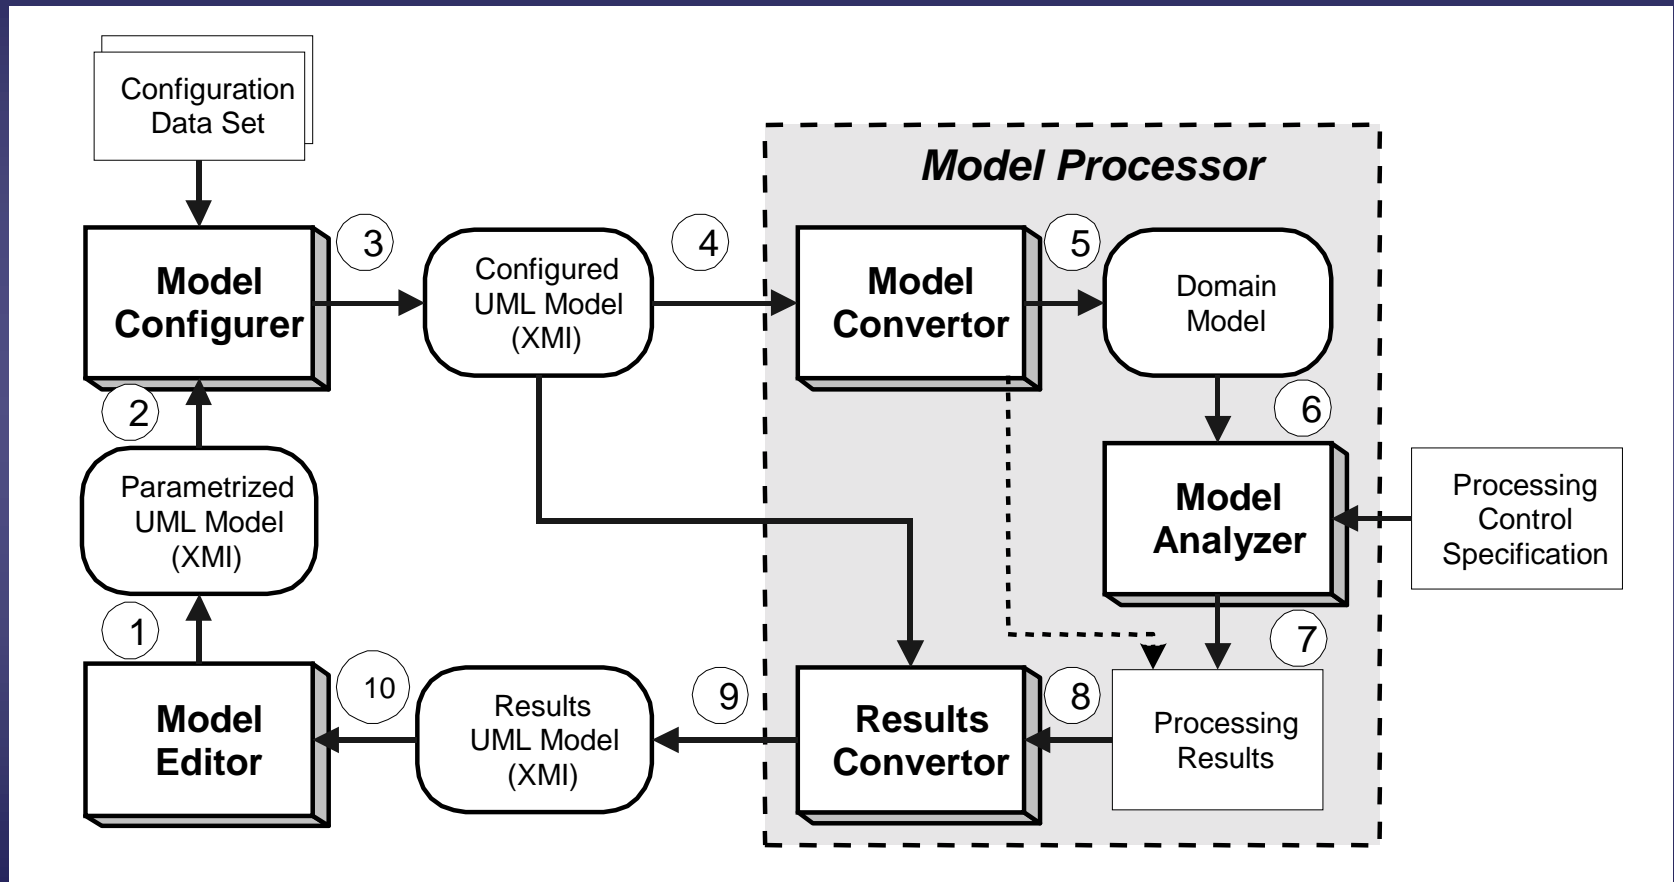 Configuration
Data Set
Model Processor
Model
Configurer
3
Configured
UML Model
(XMI)
4
Model
Convertor
5
Domain
Model
2
6
Parametrized
UML Model
(XMI)
Model
Analyzer
Processing
Control
Specification
1
7
Model
Editor
10
Results
UML Model
(XMI)
9
Results
Convertor
8
Processing
Results